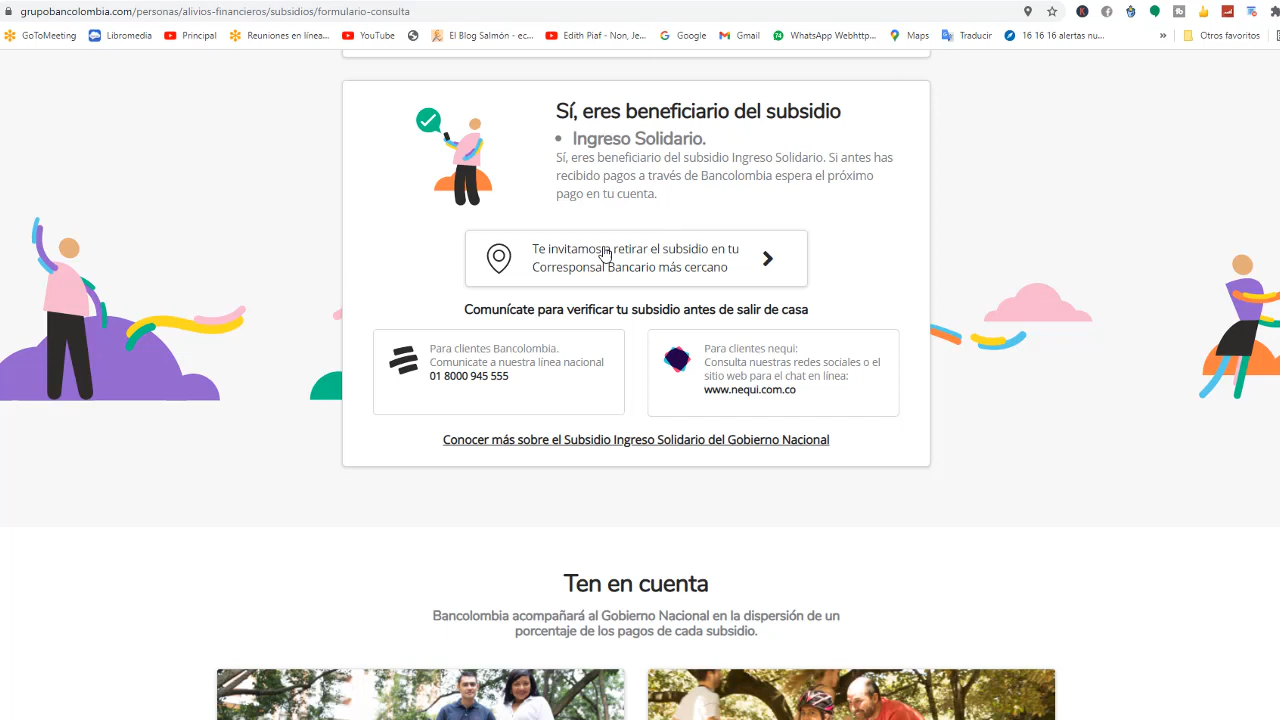 grupobancolombia.com/personas/alivios-financieros/subsidios/formulario-consulta
GoToMeeting Libromedia Principal Reuniones en línea... YouTube El Blog Salmón - ec... Edith Piaf - Non, Je... Google Gmail WhatsApp Webhttp... Maps Traducir 16 16 16 alertas nu... » Otros favoritos
Sí, eres beneficiario del subsidio
• Ingreso Solidario.
Sí, eres beneficiario del subsidio Ingreso Solidario. Si antes has
recibido pagos a través de Bancolombia espera el próximo
pago en tu cuenta.
Te invitamos a retirar el subsidio en tu
Corresponsal Bancario más cercano
Comunícate para verificar tu subsidio antes de salir de casa
Para clientes Bancolombia.
Comunicate a nuestra linea nacional
01 8000 945 555
Para clientes nequi:
Consulta nuestras redes sociales o el
sitio web para el chat en línea:
www.nequi.com.co
Conocer más sobre el Subsidio Ingreso Solidario del Gobierno Nacional
Ten en cuenta
Bancolombia acompañará al Gobierno Nacional en la dispersión de un
porcentaje de los pagos de cada subsidio.